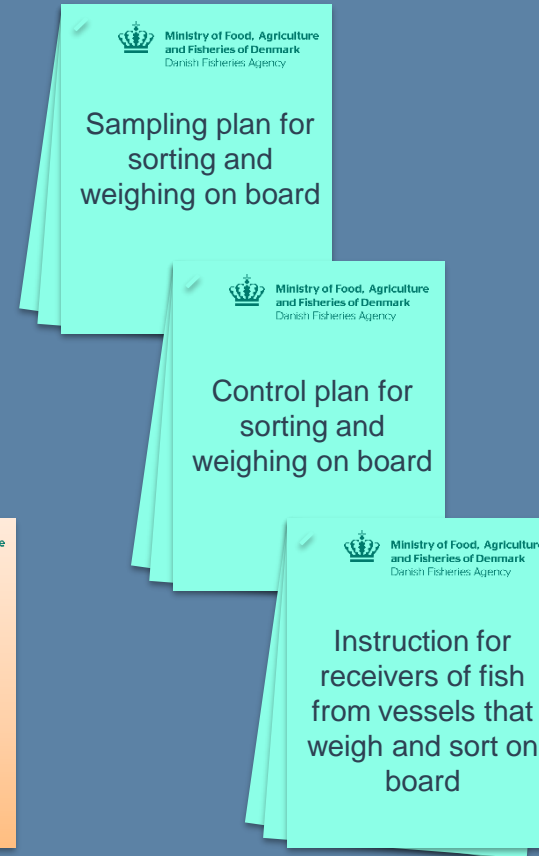 Ministry of Food, Agriculture
and Fisheries of Denmark
Danish Fisheries Agency
Sampling plan for
sorting and
weighing on board
Ministry of Food, Agriculture
and Fisheries of Denmark
Danish Fisheries Agency
Control plan for
sorting and
weighing on board
Ministry of Food, Agriculture
and Fisheries of Denmark
Danish Fisheries Agency
Instruction for
receivers of fish
from vessels that
weigh and sort on
board